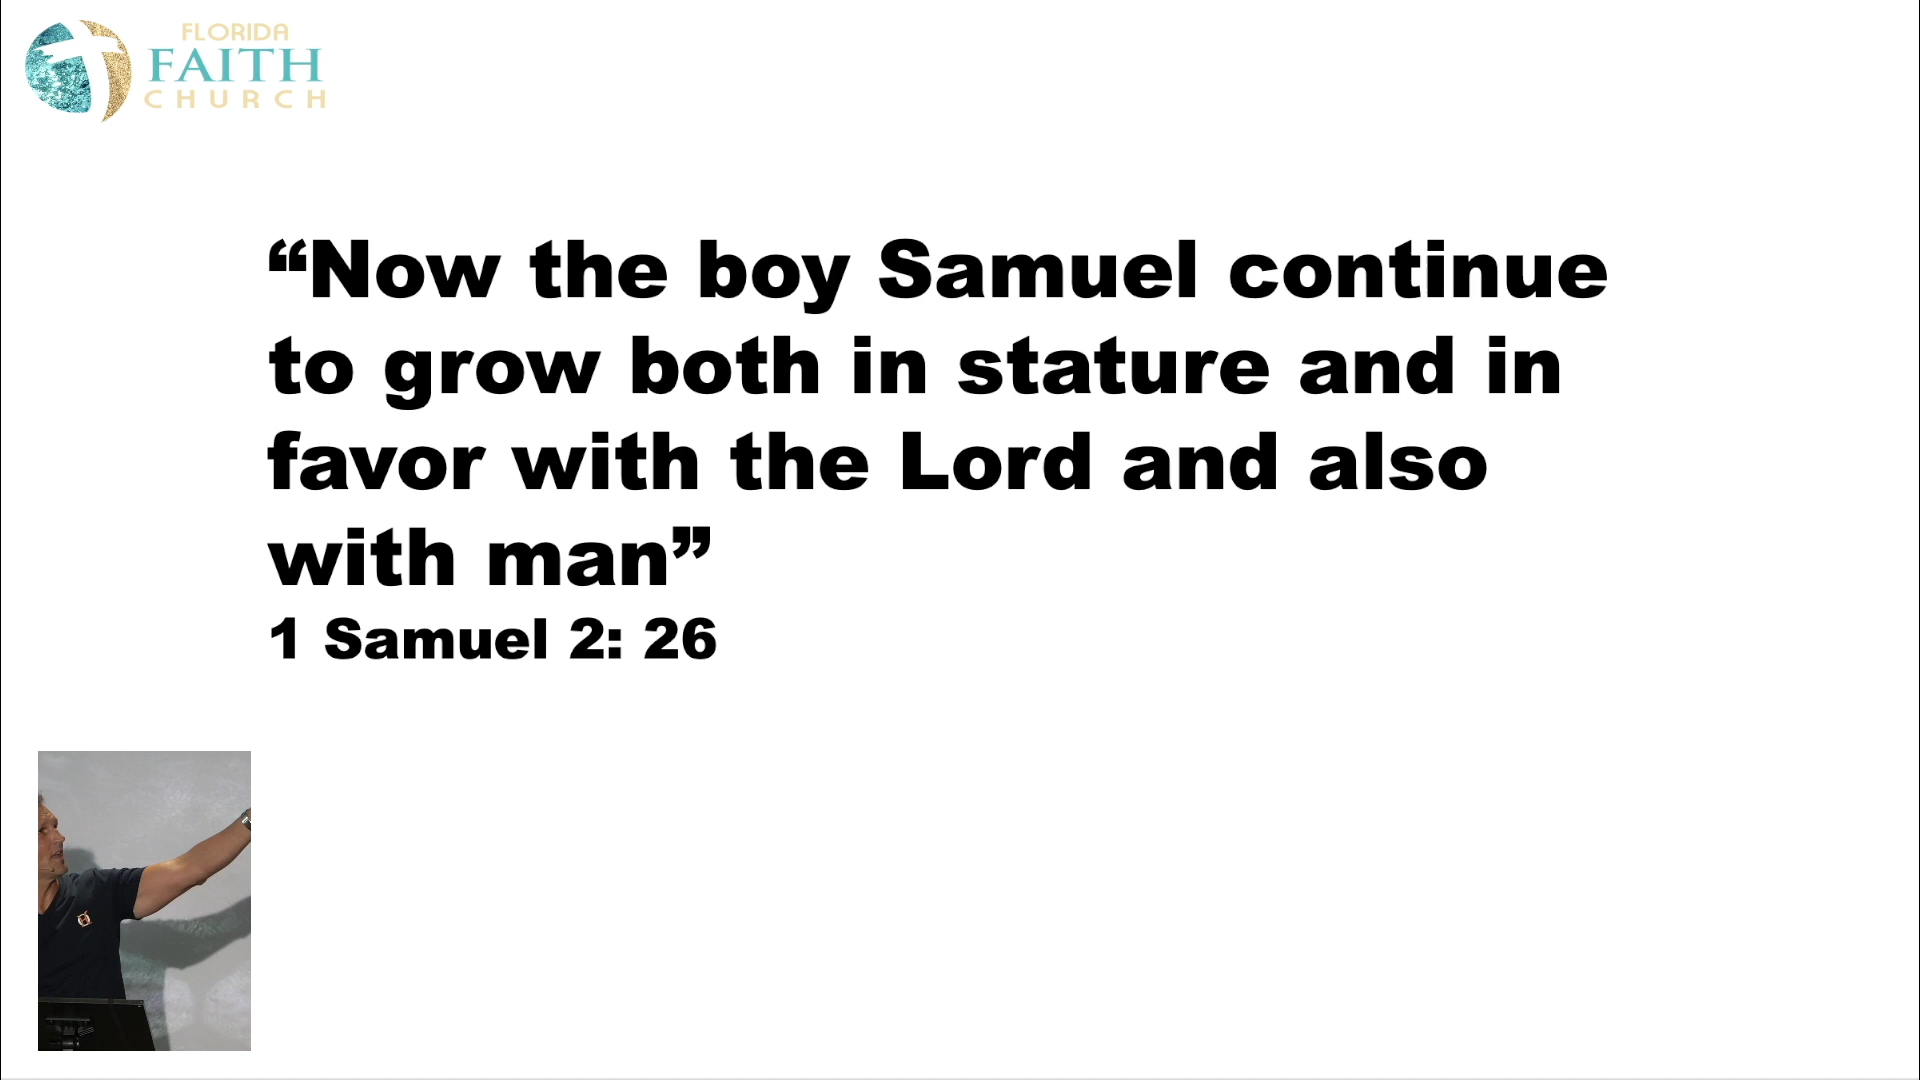 FLORIDA
FAITH
CHURCH
“Now the boy Samuel continue
to grow both in stature and in
favor with the Lord and also
with man”
1 Samuel 2: 26